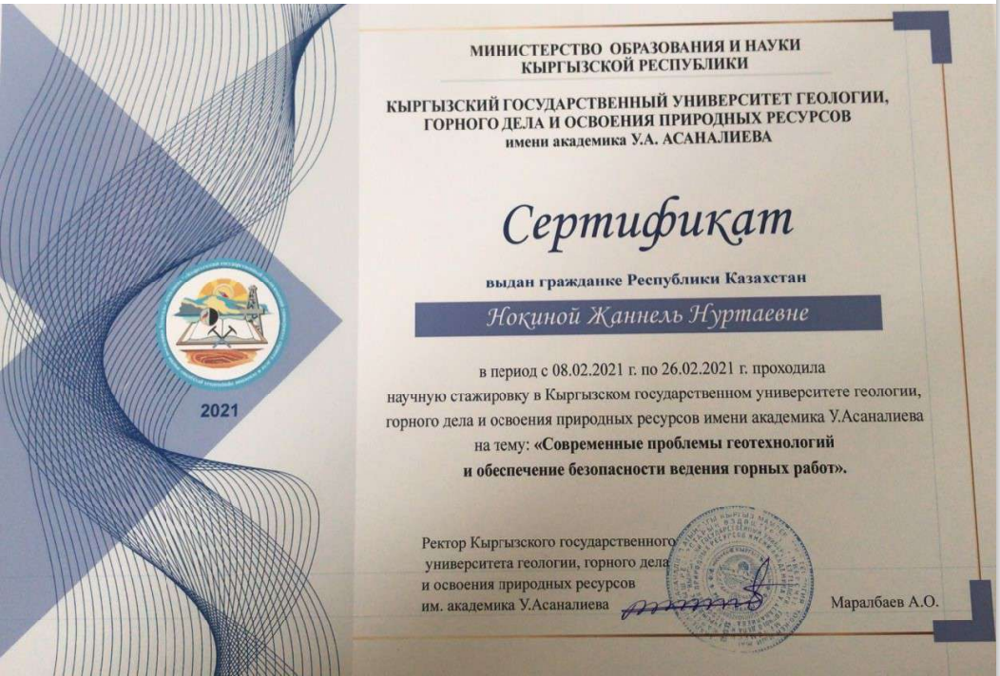 МИНИСТЕРСТВО ОБРАЗОВАНИЯ И НАУКИ
КЫРГЫЗСКОЙ РЕСПУБЛИКИ
КЫРГЫЗСКИЙ ГОСУДАРСТВЕННЫЙ УНИВЕРСИТЕТ ГЕОЛОГИИ,
ГОРНОГО ДЕЛА И ОСВОЕНИЯ ПРИРОДНЫХ РЕСУРСОВ
имени академика У.А. АСАНАЛИЕВА
Сертификат
выдан гражданке Республики Казахстан
Нокиной Жаннель Нуртаевне
в период с 08.02.2021 г. по 26.02.2021 г. проходила
научную стажировку в Кыргызском государственном университете геологии,
горного дела и освоения природных ресурсов имени академика У.Асаналиева
на тему: «Современные проблемы геотехнологий
и обеспечение безопасности ведения горных работ».
2021
Ректор Кыргызского государственного
университета геологии, горного дела
и освоения природных ресурсов
им. академика У.Асаналиева
Маралбаев А.О.